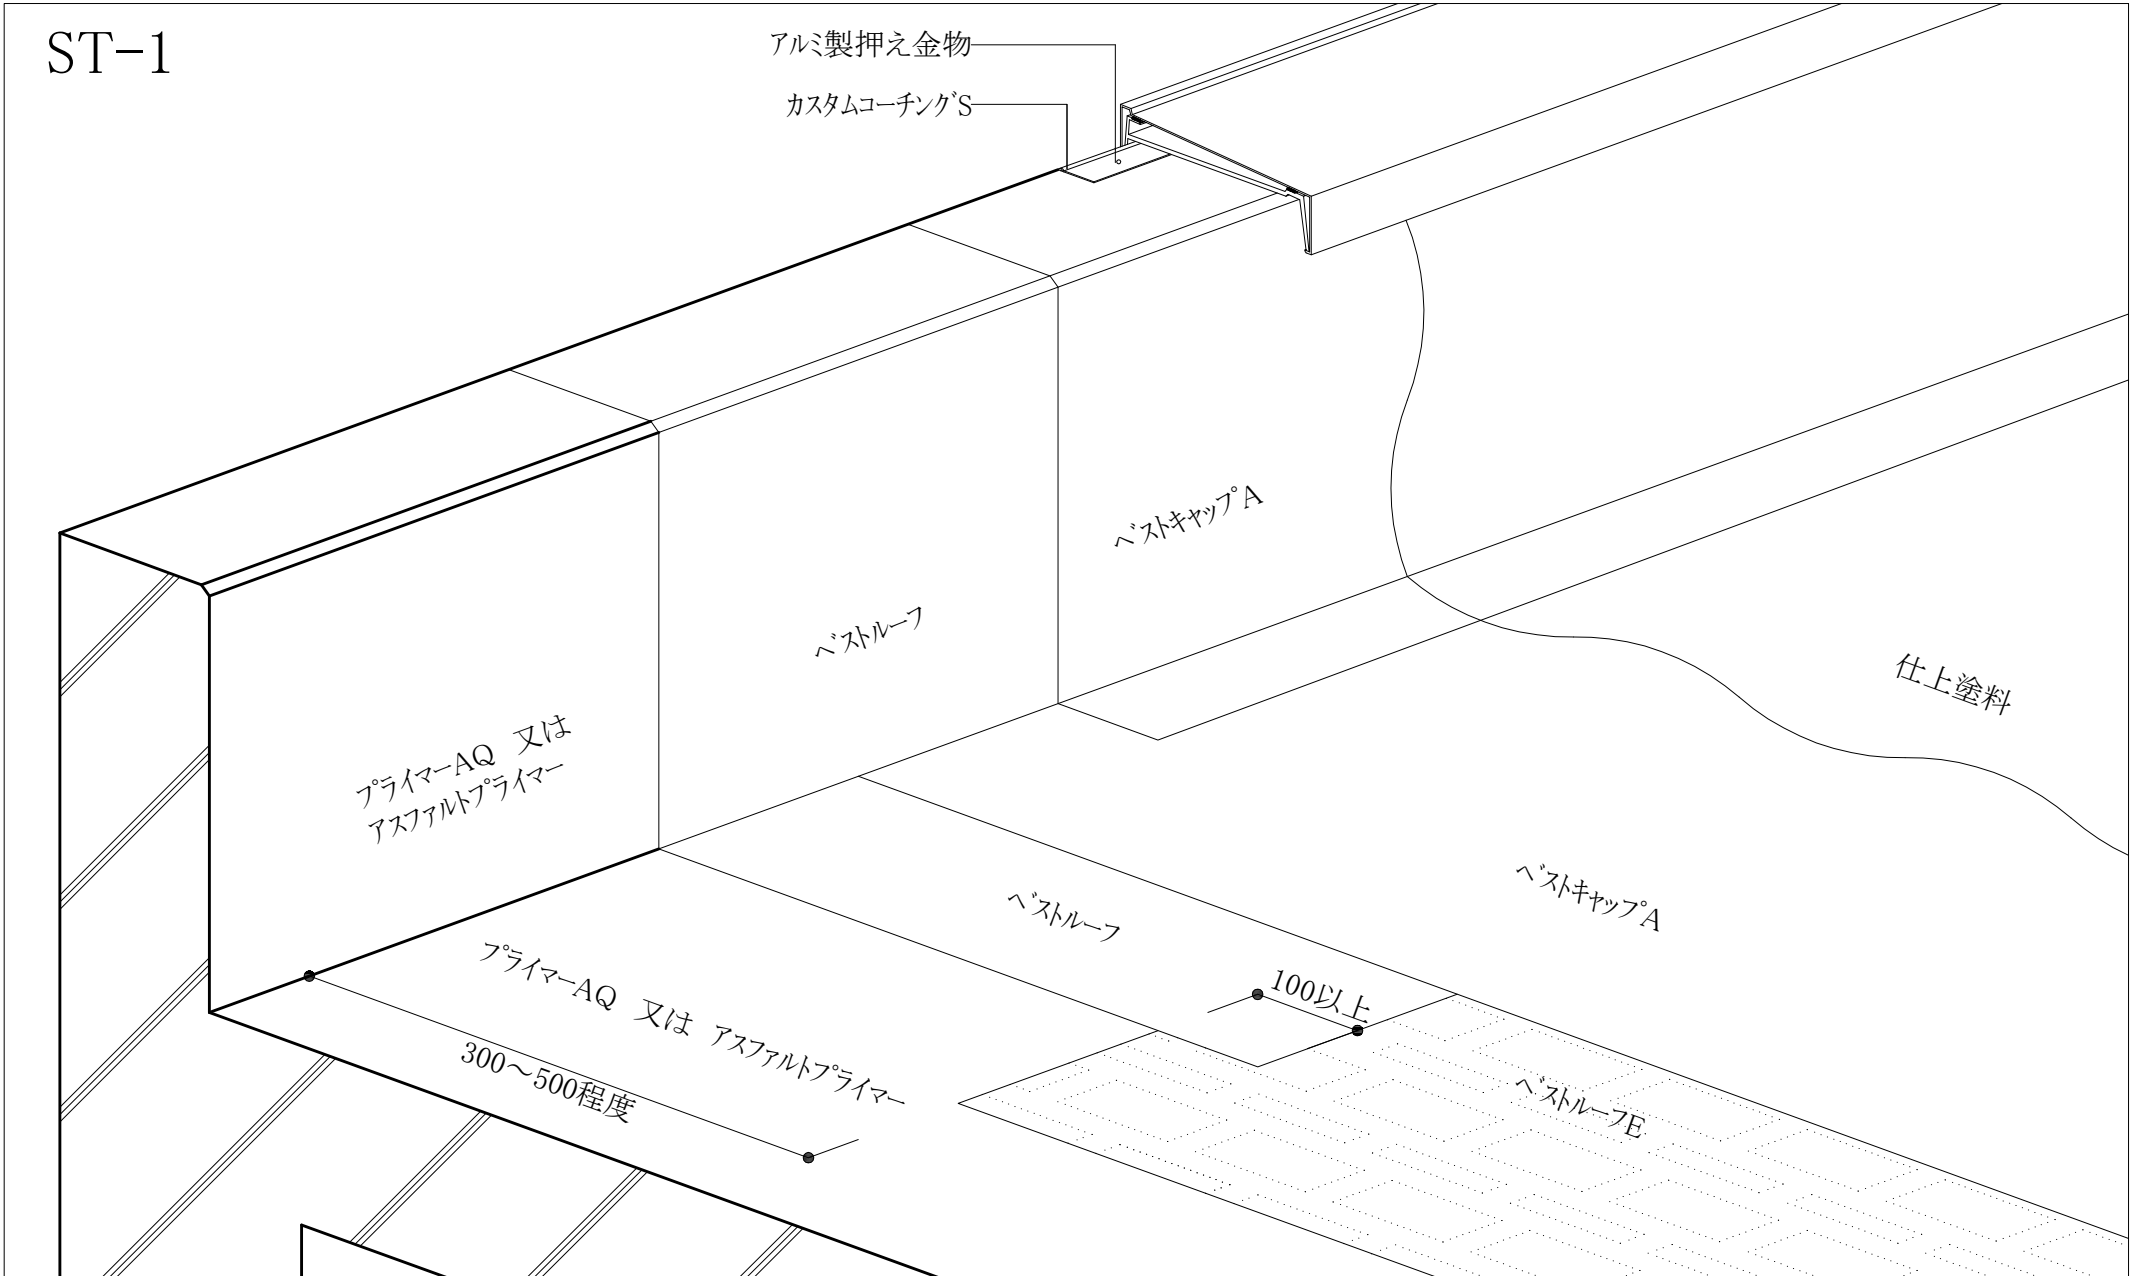 ST-1
アルミ製押え金物
カスタムコーチングS
ベストキャップA
ベストルーフ
仕上塗料
プライマーAQ 又は
アスファルトプライマー
ベストキャップA
ベストルーフ
プライマーAQ 又は アスファルトプライマー
100以上
300～500程度
ベストルーフE